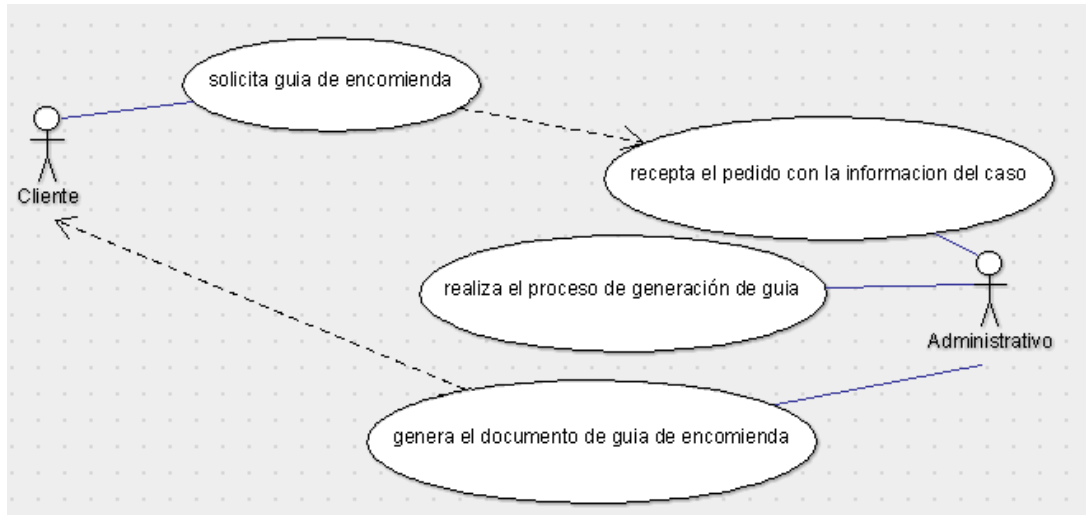 solicita guia de encomienda
Cliente
recepta el pedido con la informacion del caso
realiza el proceso de generación de guia
Administrativo
genera el documento de guia de encomienda